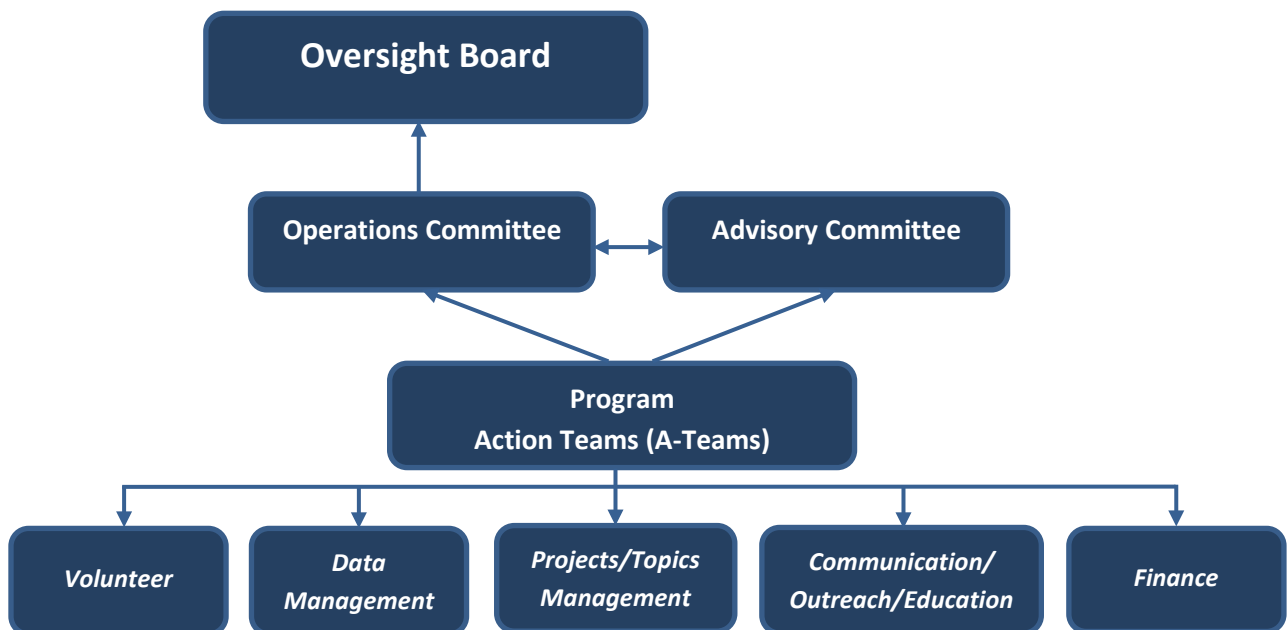 Oversight Board
Operations Committee
Advisory Committee
Program
Action Teams (A-Teams)
Volunteer
Data
Management
Projects/Topics
Management
Communication/
Outreach/Education
Finance